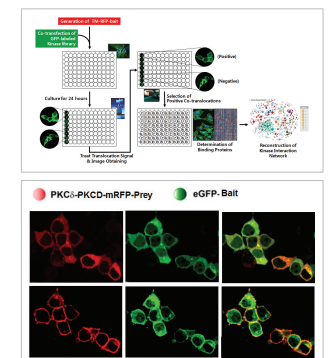 Generation of TM-RFP-bait
Co-transfection of
GFP-labeled
Kinase library
(Positive)
(Negative)
Culture for 24 hours
Selection of
Positive Co-translocations
Treat Translocation Signal
& Image Obtaining
Determination of
Binding Proteins
Reconstruction of
Kinase Interaction
Network
PKCδ-PKCD-mRFP-Prey
eGFP-Bait